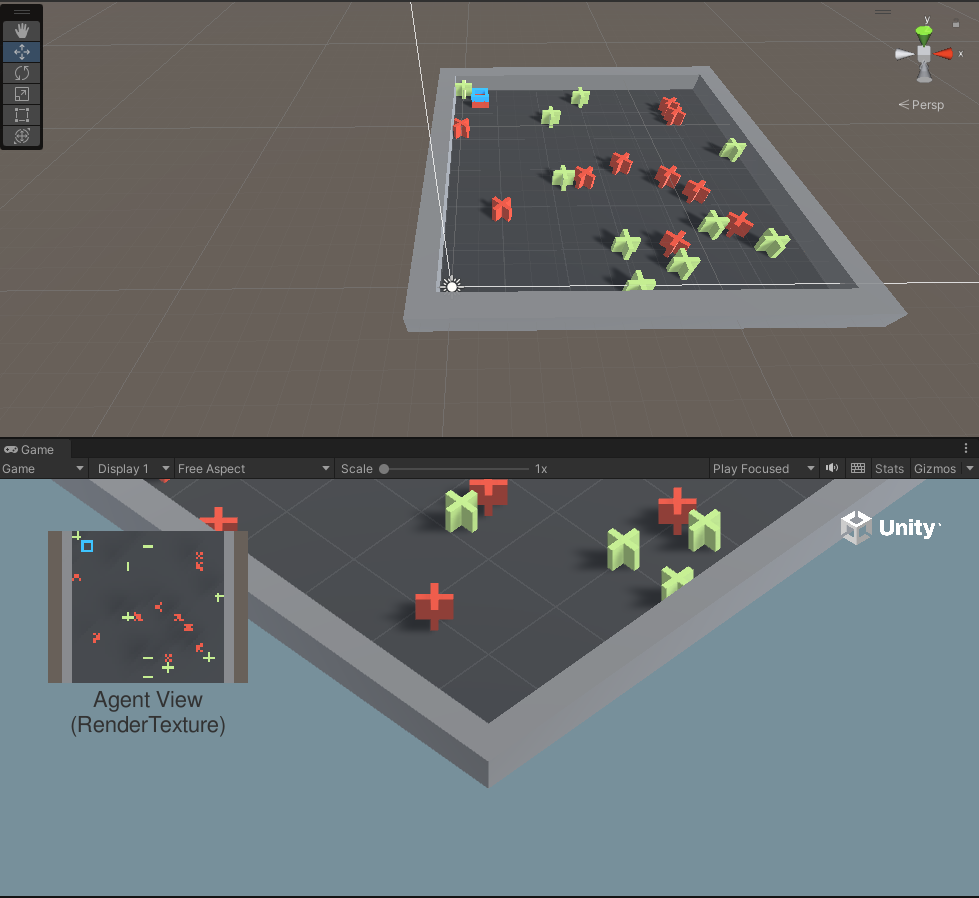 y
x
Persp
Game
Game
Display 1
Free Aspect
Scale
1x
Play Focused
Stats
Gizmos
Unity
Agent View
(RenderTexture)